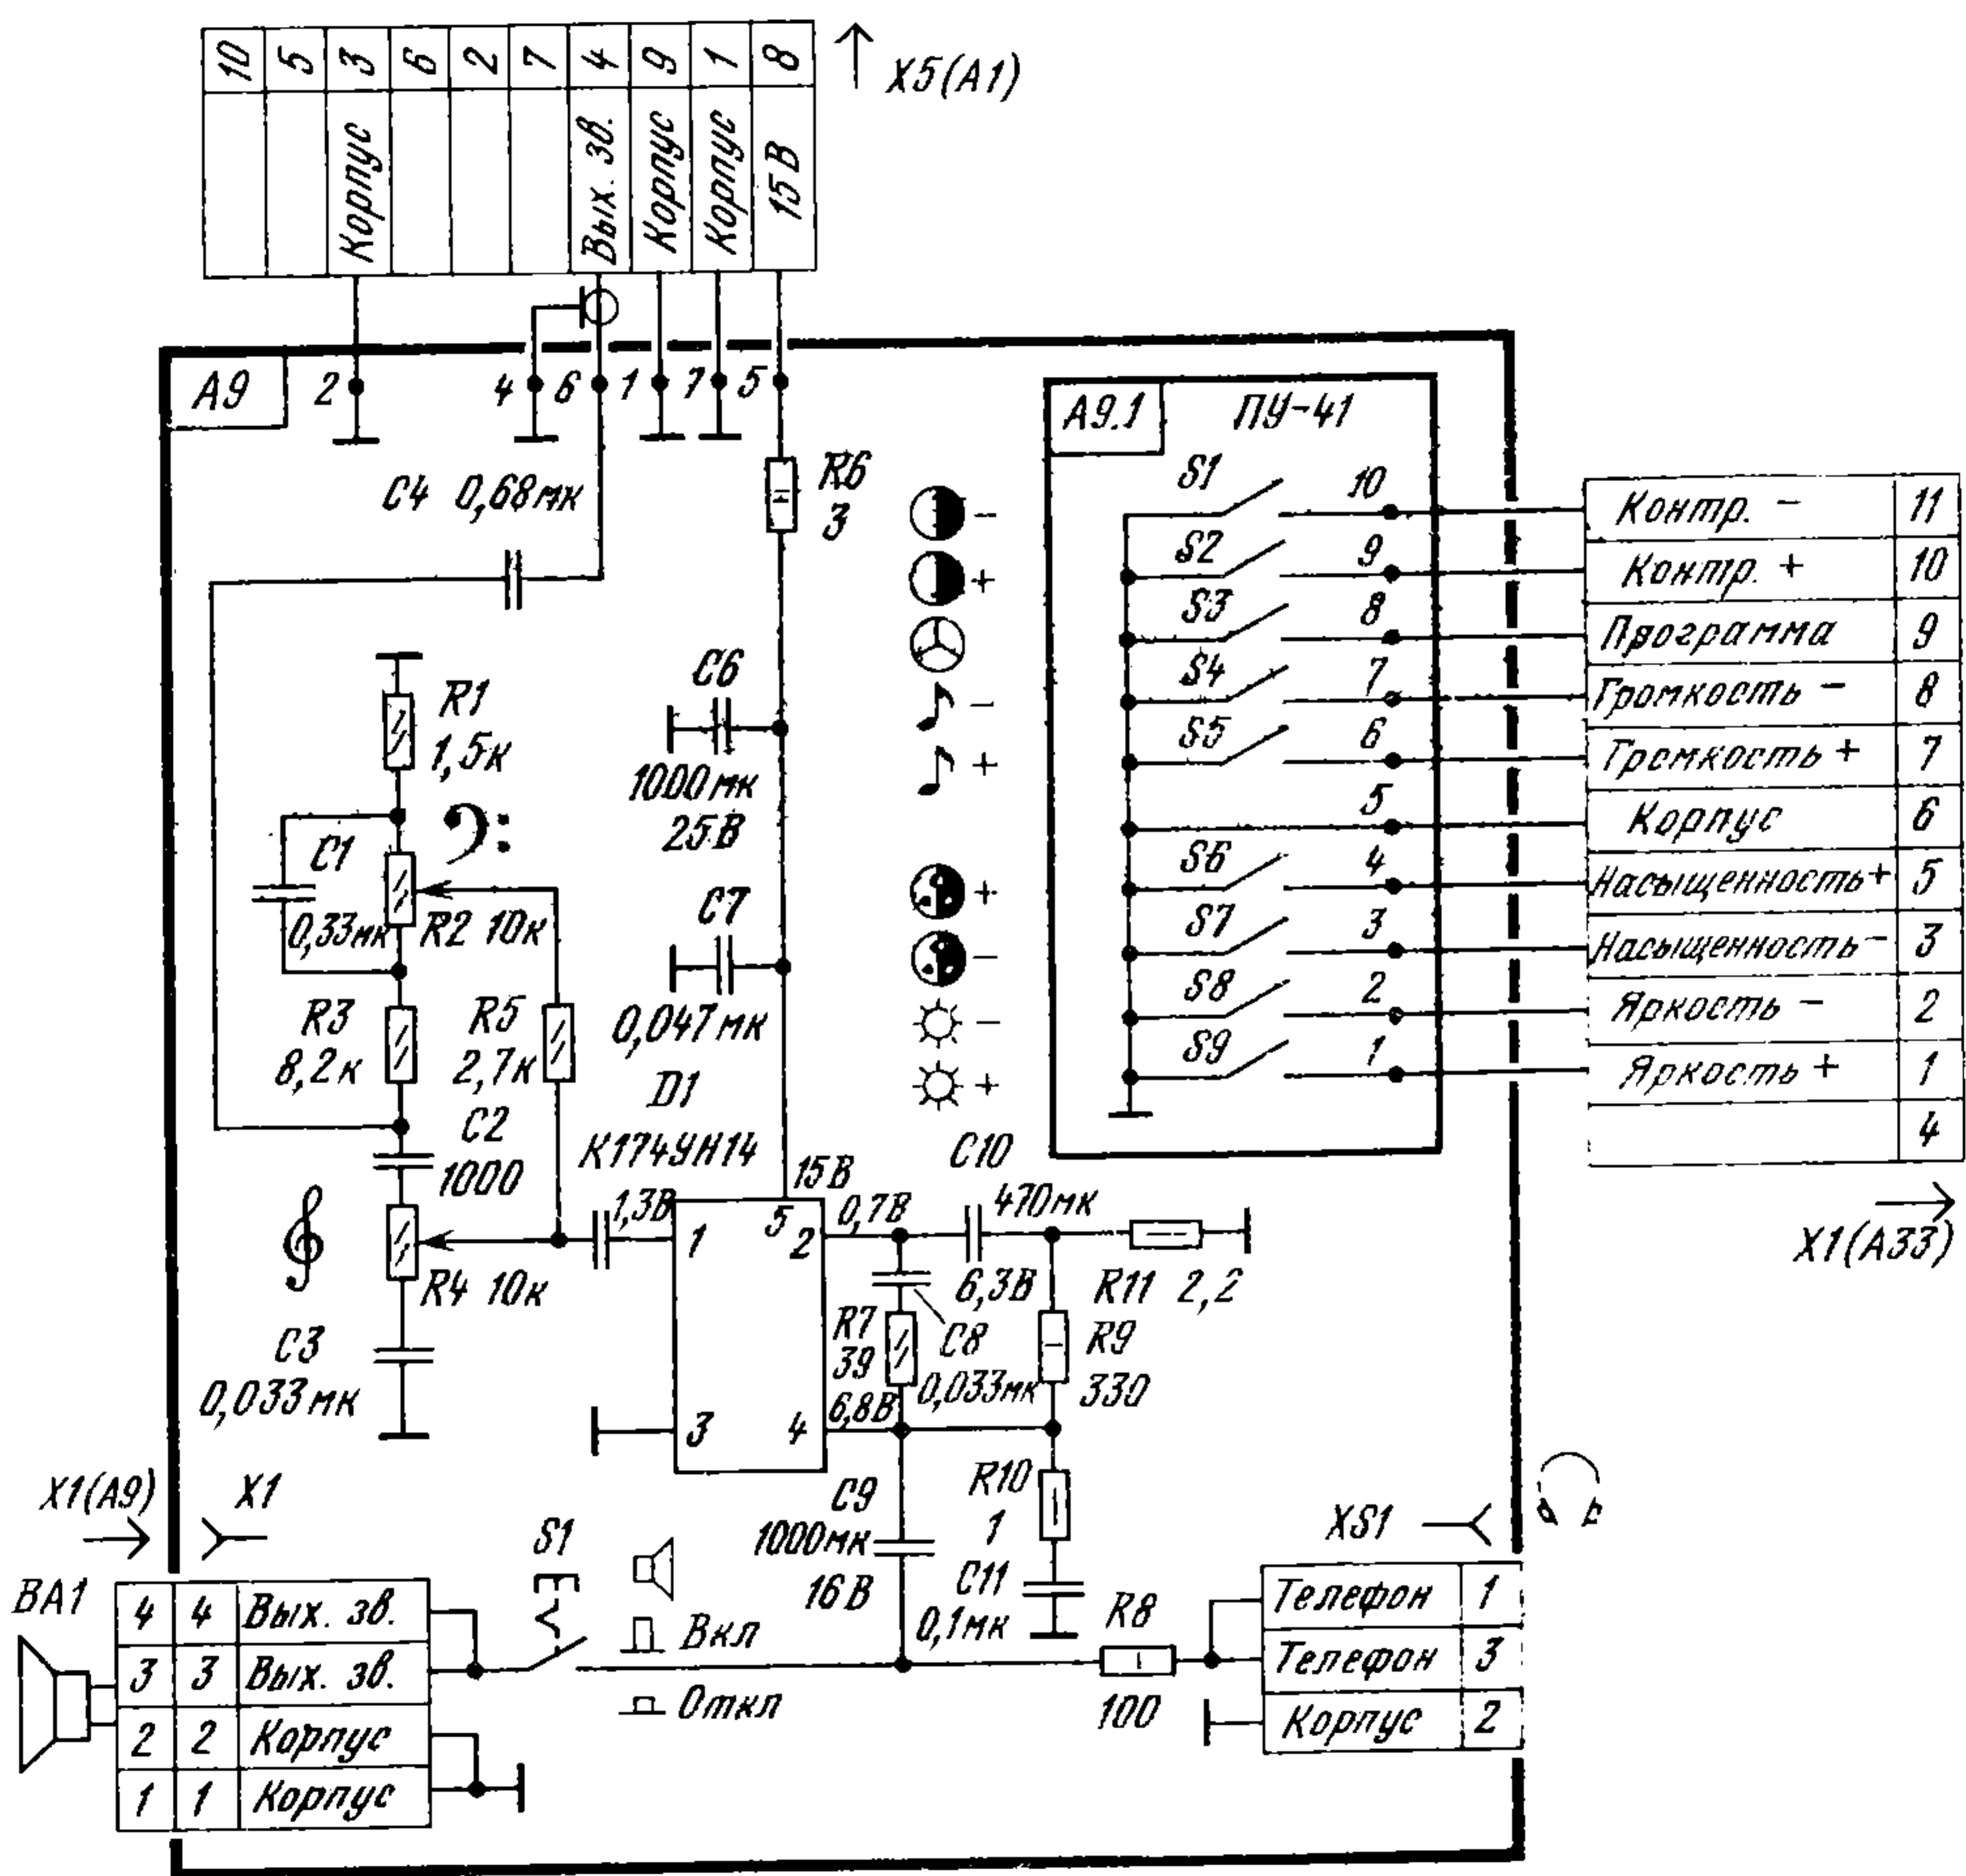 10 5 3 6 2 7 4 9 1 8
X5(A1)
Корпус
Вых. зв.
Корпус
Корпус
15В
A9
2 4 6 1 7 5
A9.1
ПУ-41
C4 0,68мк
R6
3
S1 10
S2 9
S3 8
S4 7
S5 6
5
S6 4
S7 3
S8 2
S9 1
-
+
-
+
+
-
-
+
Контр. - 11
Контр. + 10
Программа 9
Громкость - 8
Громкость + 7
Корпус 6
Насыщенность + 5
Насыщенность - 3
Яркость - 2
Яркость + 1
4
X1(A33)
R1
1,5к
C6
1000мк
25В
C1
0,33мк
R2 10к
C7
0,047мк
R3
8,2к
R5
2,7к
D1
К174УН14
C2
1000
C10
470мк
6,3В
15В
1,3В
0,7В
1 5 2
3 4
R4 10к
C3
0,033мк
R7
39
C8
0,033мк
6,8В
R11 2,2
R9
330
X1(A9)
X1
S1
C9
1000мк
16В
R10
1
C11
0,1мк
R8
100
XS1
BA1
4 4 Вых. зв.
3 3 Вых. зв.
2 2 Корпус
1 1 Корпус
Вкл
Откл
Телефон 1
Телефон 3
Корпус 2